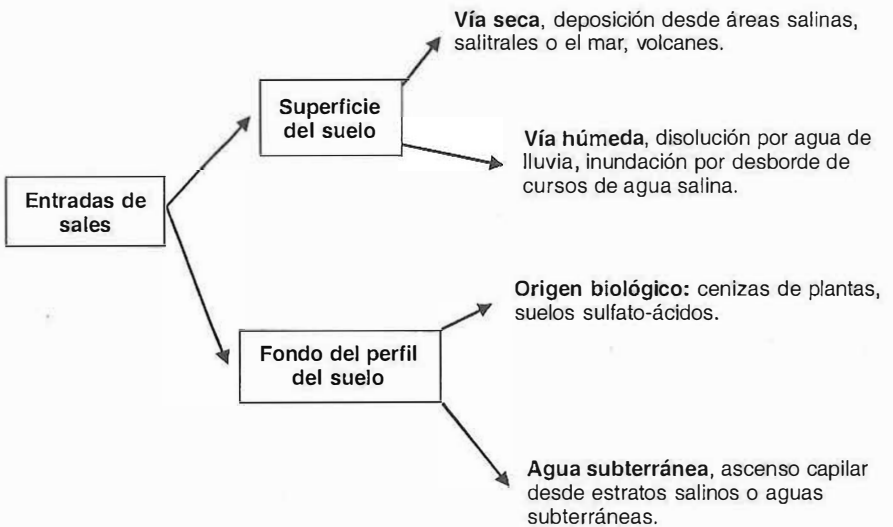 Vía seca, deposición desde áreas salinas,
salitrales o el mar, volcanes.
Superficie
del suelo
Vía húmeda, disolución por agua de
lluvia, inundación por desborde de
cursos de agua salina.
Entradas de
sales
Origen biológico: cenizas de plantas,
suelos sulfato-ácidos.
Fondo del perfil
del suelo
Agua subterránea, ascenso capilar
desde estratos salinos o aguas
subterráneas.